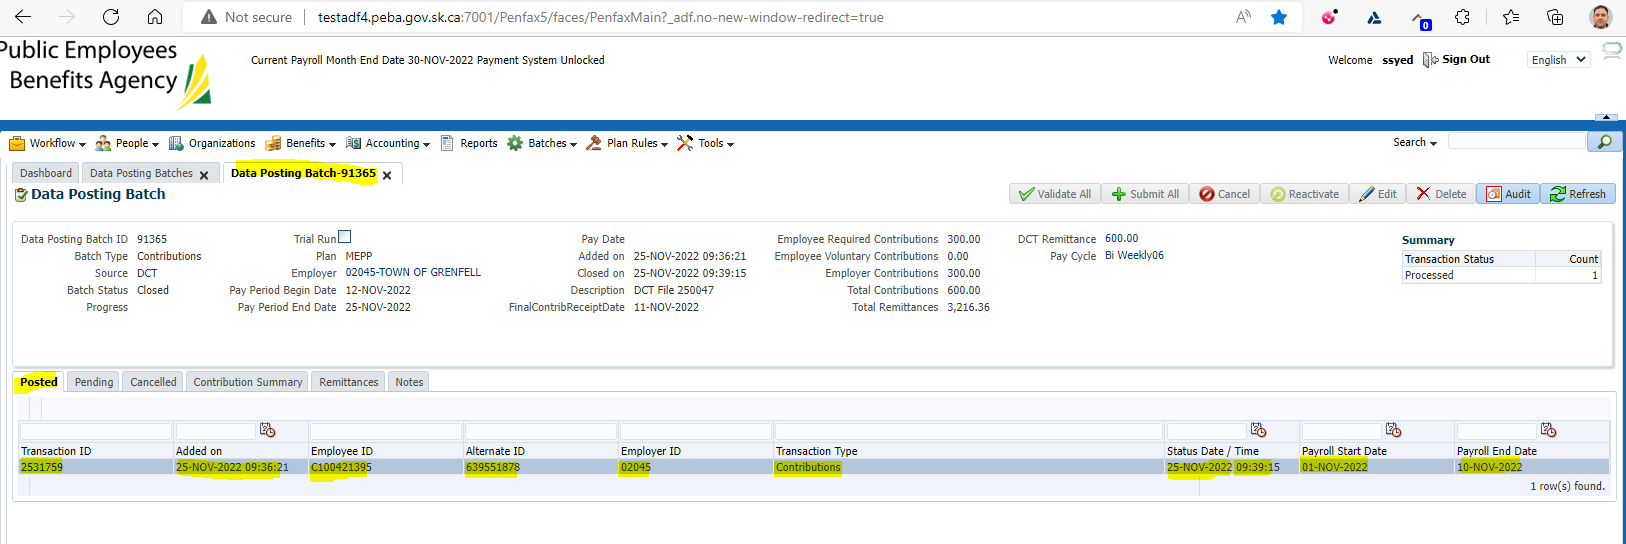 Not secure | testadf4.peba.gov.sk.ca:7001/Penfax5/faces/PenfaxMain?_adf.no-new-window-redirect=true
0
Public Employees
Benefits Agency
Current Payroll Month End Date 30-NOV-2022 Payment System Unlocked
Welcome ssyed Sign Out English
Workflow People Organizations Benefits Accounting Reports Batches Plan Rules Tools Search
Dashboard Data Posting Batches Data Posting Batch-91365
Data Posting Batch
Validate All Submit All Cancel Reactivate Edit Delete Audit Refresh
Data Posting Batch ID 91365 Trial Run Pay Date Employee Required Contributions 300.00 DCT Remittance 600.00 Summary
Batch Type Contributions Plan MEPP Added on 25-NOV-2022 09:36:21 Employee Voluntary Contributions 0.00 Pay Cycle Bi Weekly06 Transaction Status Count
Source DCT Employer 02045-TOWN OF GRENFELL Closed on 25-NOV-2022 09:39:15 Employer Contributions 300.00 Processed 1
Batch Status Closed Pay Period Begin Date 12-NOV-2022 Description DCT File 250047 Total Contributions 600.00
Progress Pay Period End Date 25-NOV-2022 FinalContribReceiptDate 11-NOV-2022 Total Remittances 3,216.36
Posted Pending Cancelled Contribution Summary Remittances Notes
Transaction ID Added on Employee ID Alternate ID Employer ID Transaction Type Status Date / Time Payroll Start Date Payroll End Date
2531759 25-NOV-2022 09:36:21 C100421395 639551878 02045 Contributions 25-NOV-2022 09:39:15 01-NOV-2022 10-NOV-2022
1 row(s) found.